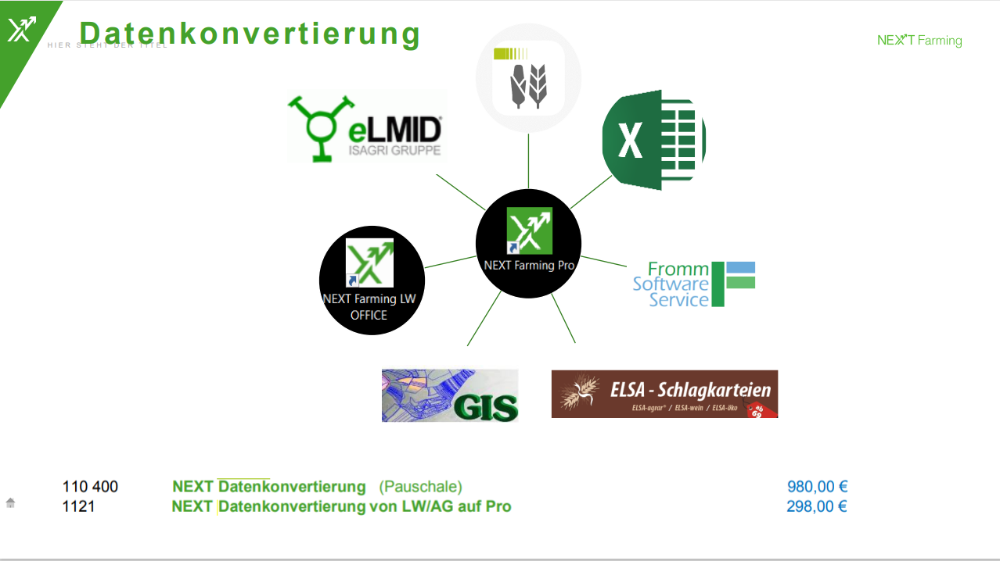 Datenkonvertierung
HIER STEHT DER TITEL
NEXT Farming
eLMID®
ISAGRI GRUPPE
X
NEXT Farming Pro
NEXT Farming LW
OFFICE
Fromm
Software
Service
GIS
ELSA - Schlagkarteien
ELSA-agrar® / ELSA-wein / ELSA-öko
ab
69
110 400 NEXT Datenkonvertierung (Pauschale) 980,00 €
1121 NEXT Datenkonvertierung von LW/AG auf Pro 298,00 €